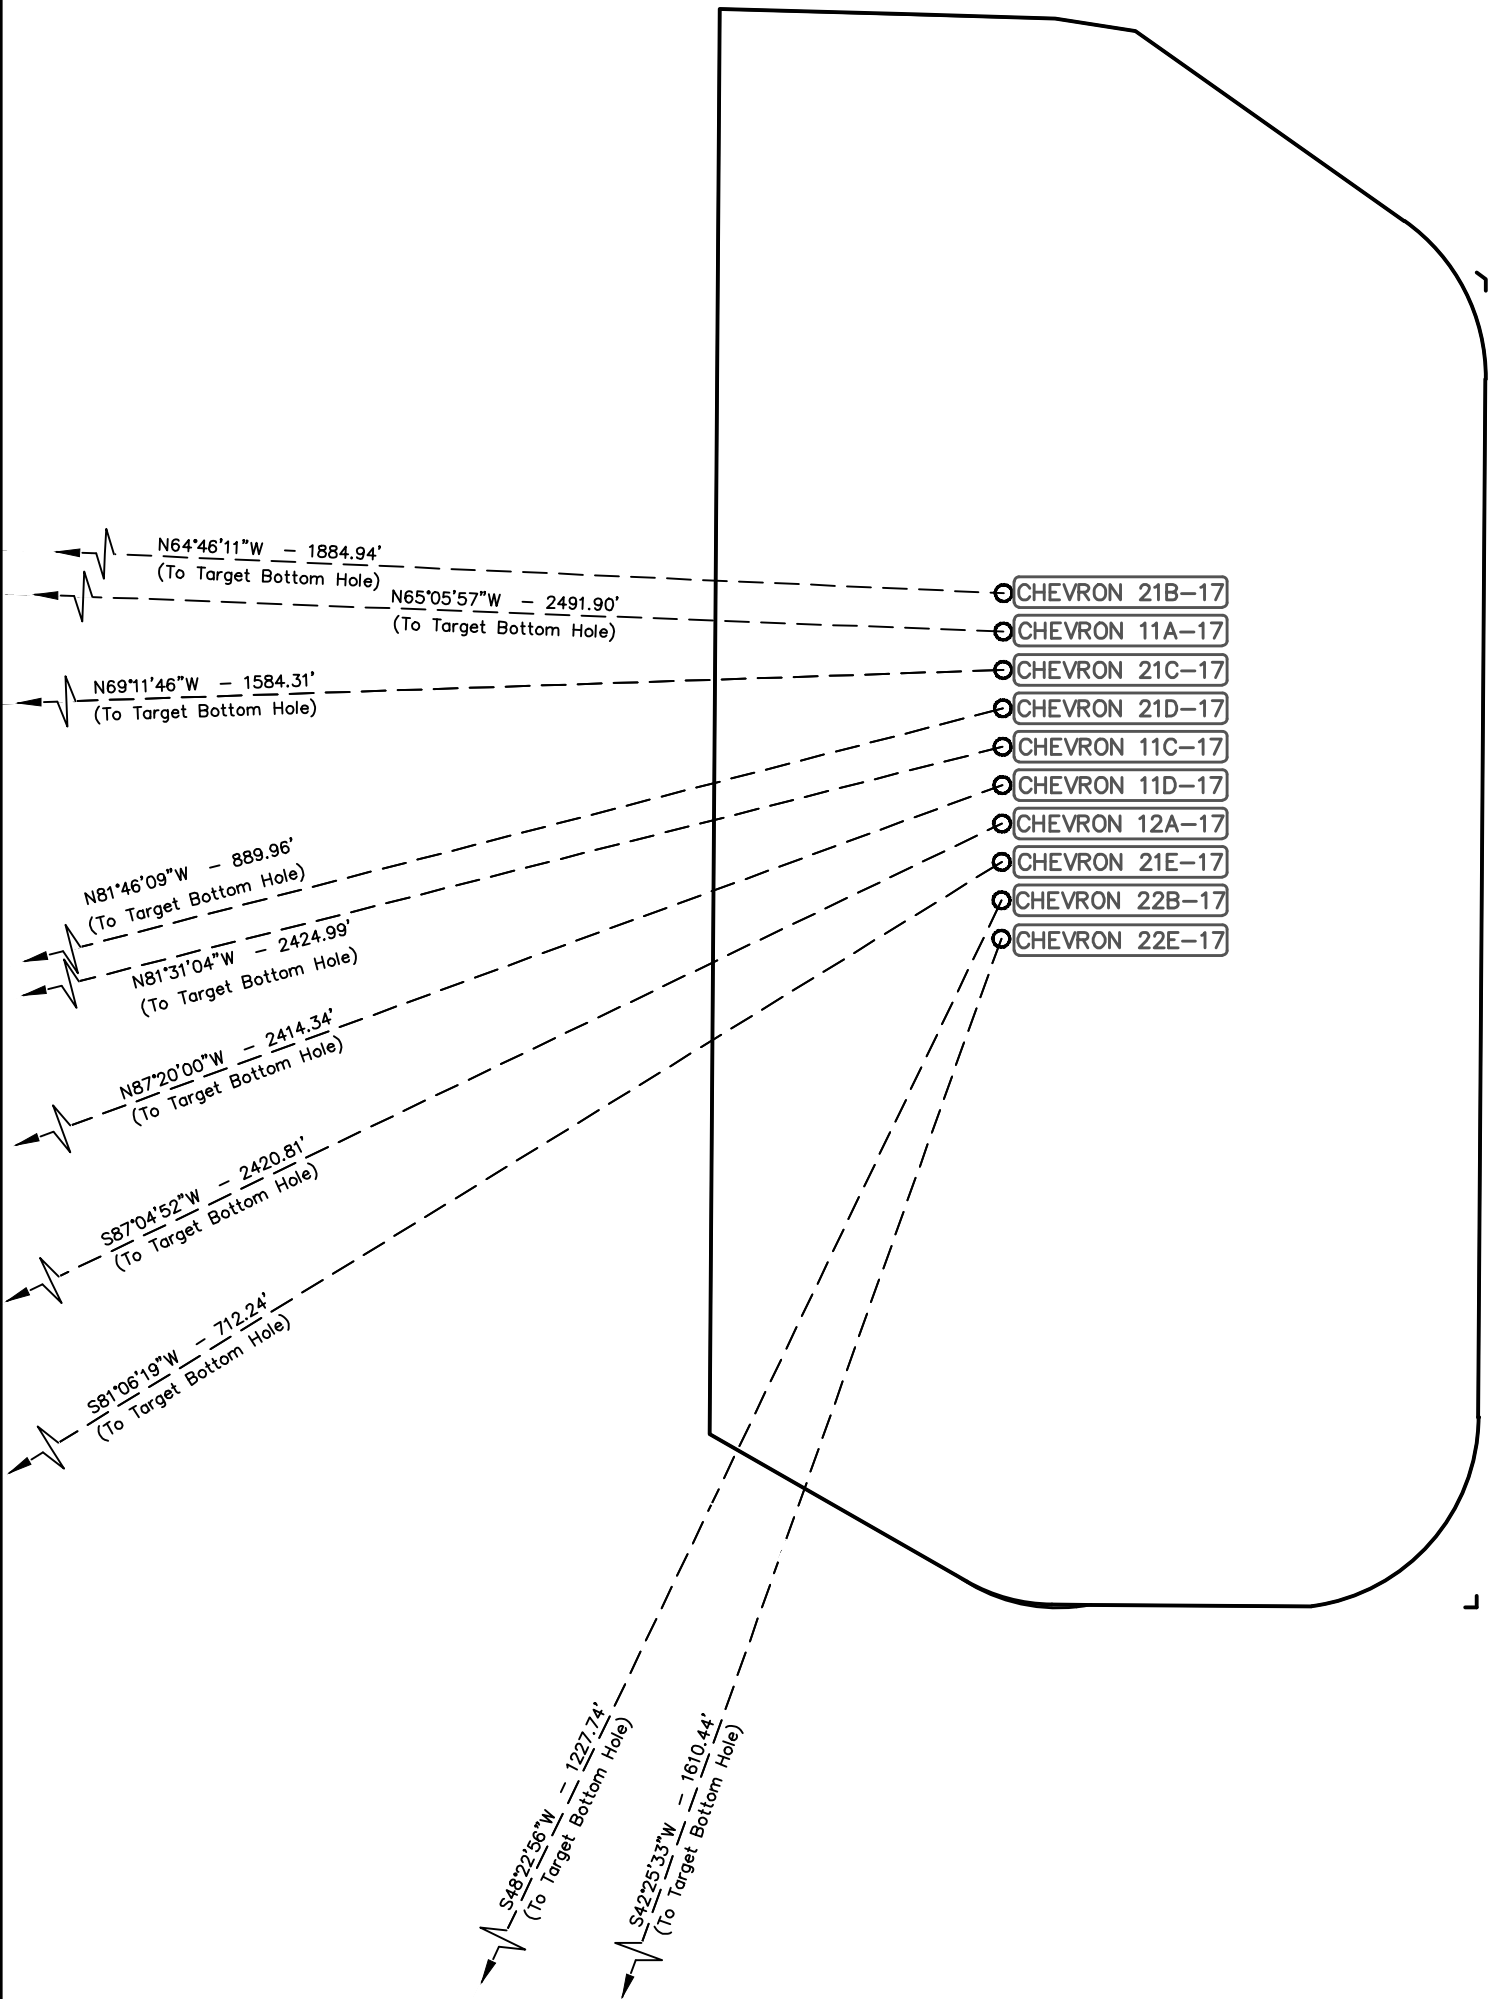 N64°46'11"W - 1884.94'
(To Target Bottom Hole)
N65°05'57"W - 2491.90'
(To Target Bottom Hole)
N69°11'46"W - 1584.31'
(To Target Bottom Hole)
N81°46'09"W - 889.96'
(To Target Bottom Hole)
N81°31'04"W - 2424.99'
(To Target Bottom Hole)
N87°20'00"W - 2414.34'
(To Target Bottom Hole)
S87°04'52"W - 2420.81'
(To Target Bottom Hole)
S81°06'19"W - 712.24'
(To Target Bottom Hole)
S48°22'56"W - 1227.74'
(To Target Bottom Hole)
S42°25'33"W - 1610.44'
(To Target Bottom Hole)
CHEVRON 21B-17
CHEVRON 11A-17
CHEVRON 21C-17
CHEVRON 21D-17
CHEVRON 11C-17
CHEVRON 11D-17
CHEVRON 12A-17
CHEVRON 21E-17
CHEVRON 22B-17
CHEVRON 22E-17